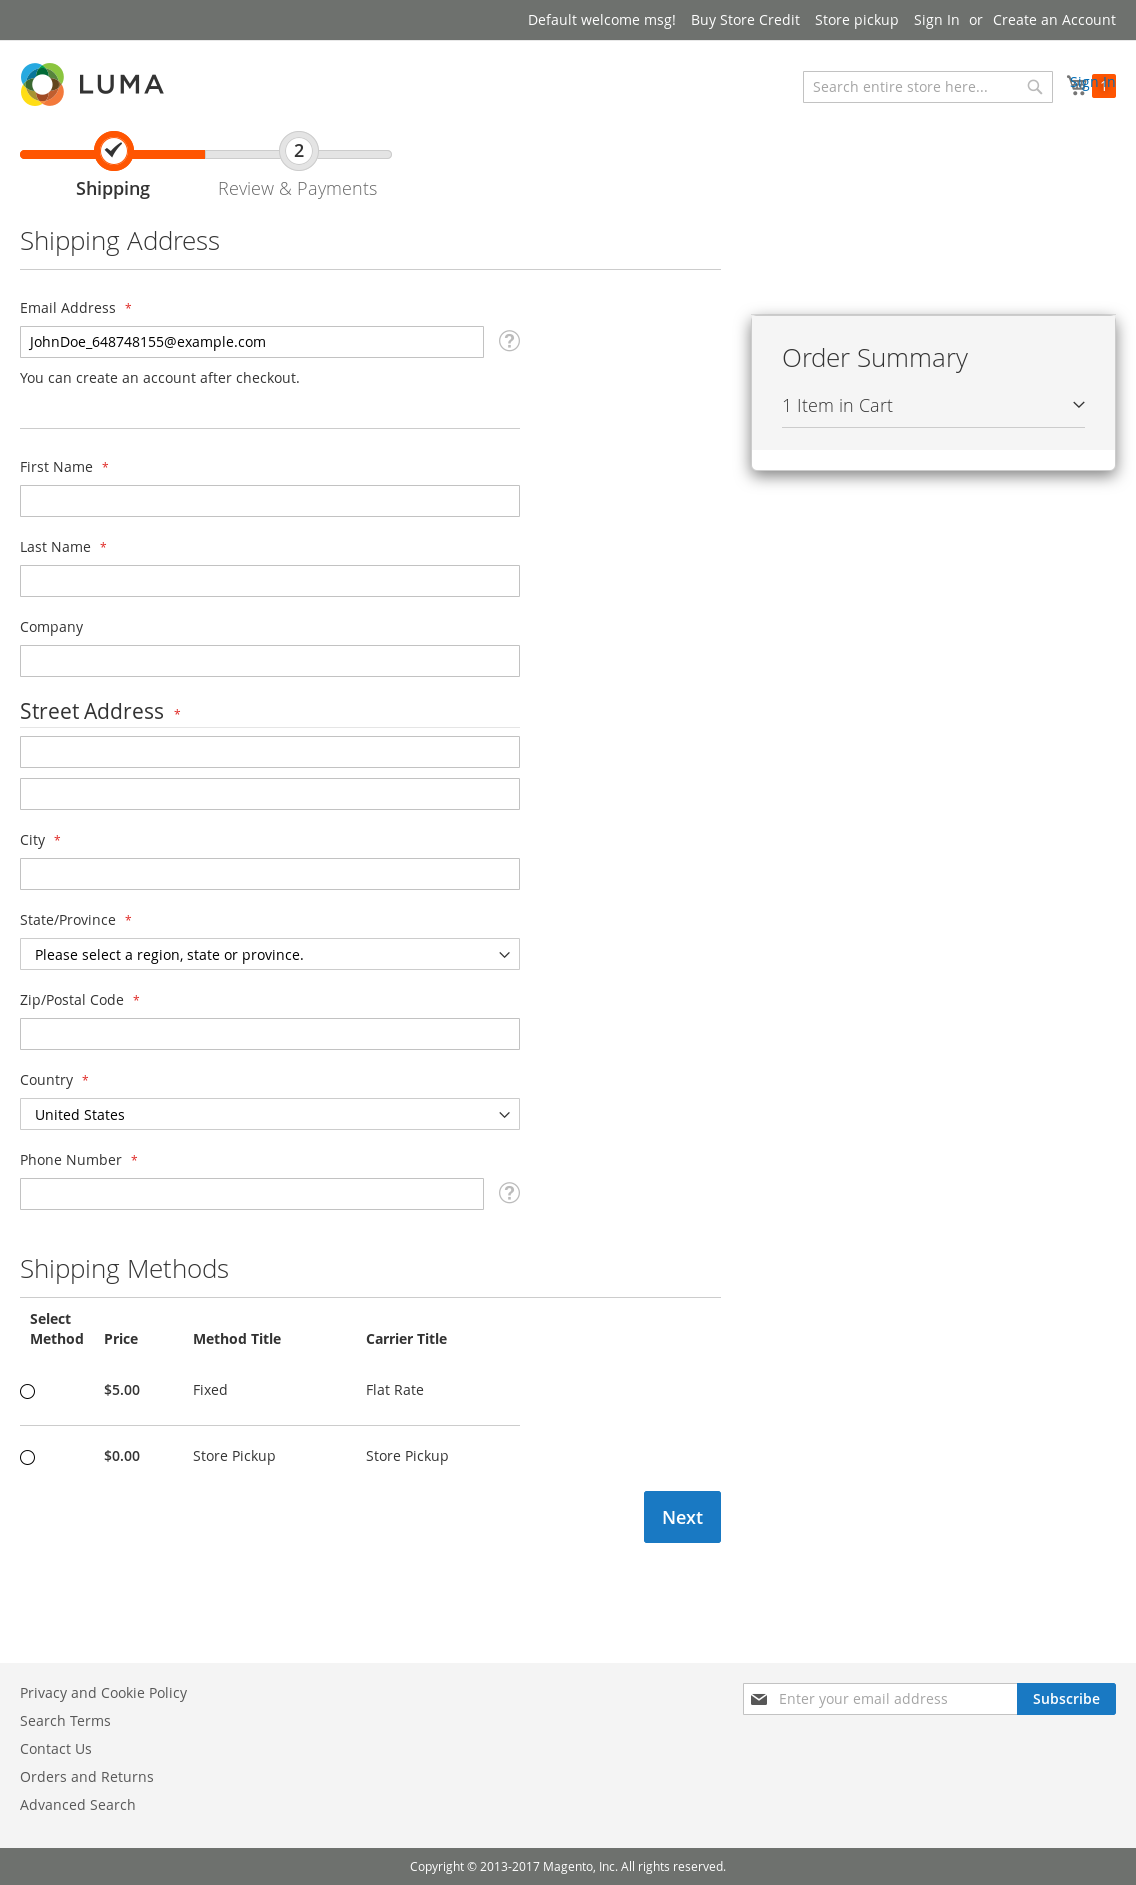 Default welcome msg! Buy Store Credit Store pickup Sign In or Create an Account
LUMA
Search entire store here...
Sign In
1
2
Shipping
Review & Payments
Shipping Address
Email Address *
JohnDoe_648748155@example.com
You can create an account after checkout.
Order Summary
1 Item in Cart
First Name *
Last Name *
Company
Street Address *
City *
State/Province *
Please select a region, state or province.
Zip/Postal Code *
Country *
United States
Phone Number *
Shipping Methods
Select
Method Price Method Title Carrier Title
$5.00 Fixed Flat Rate
$0.00 Store Pickup Store Pickup
Next
Privacy and Cookie Policy
Search Terms
Contact Us
Orders and Returns
Advanced Search
Enter your email address
Subscribe
Copyright © 2013-2017 Magento, Inc. All rights reserved.